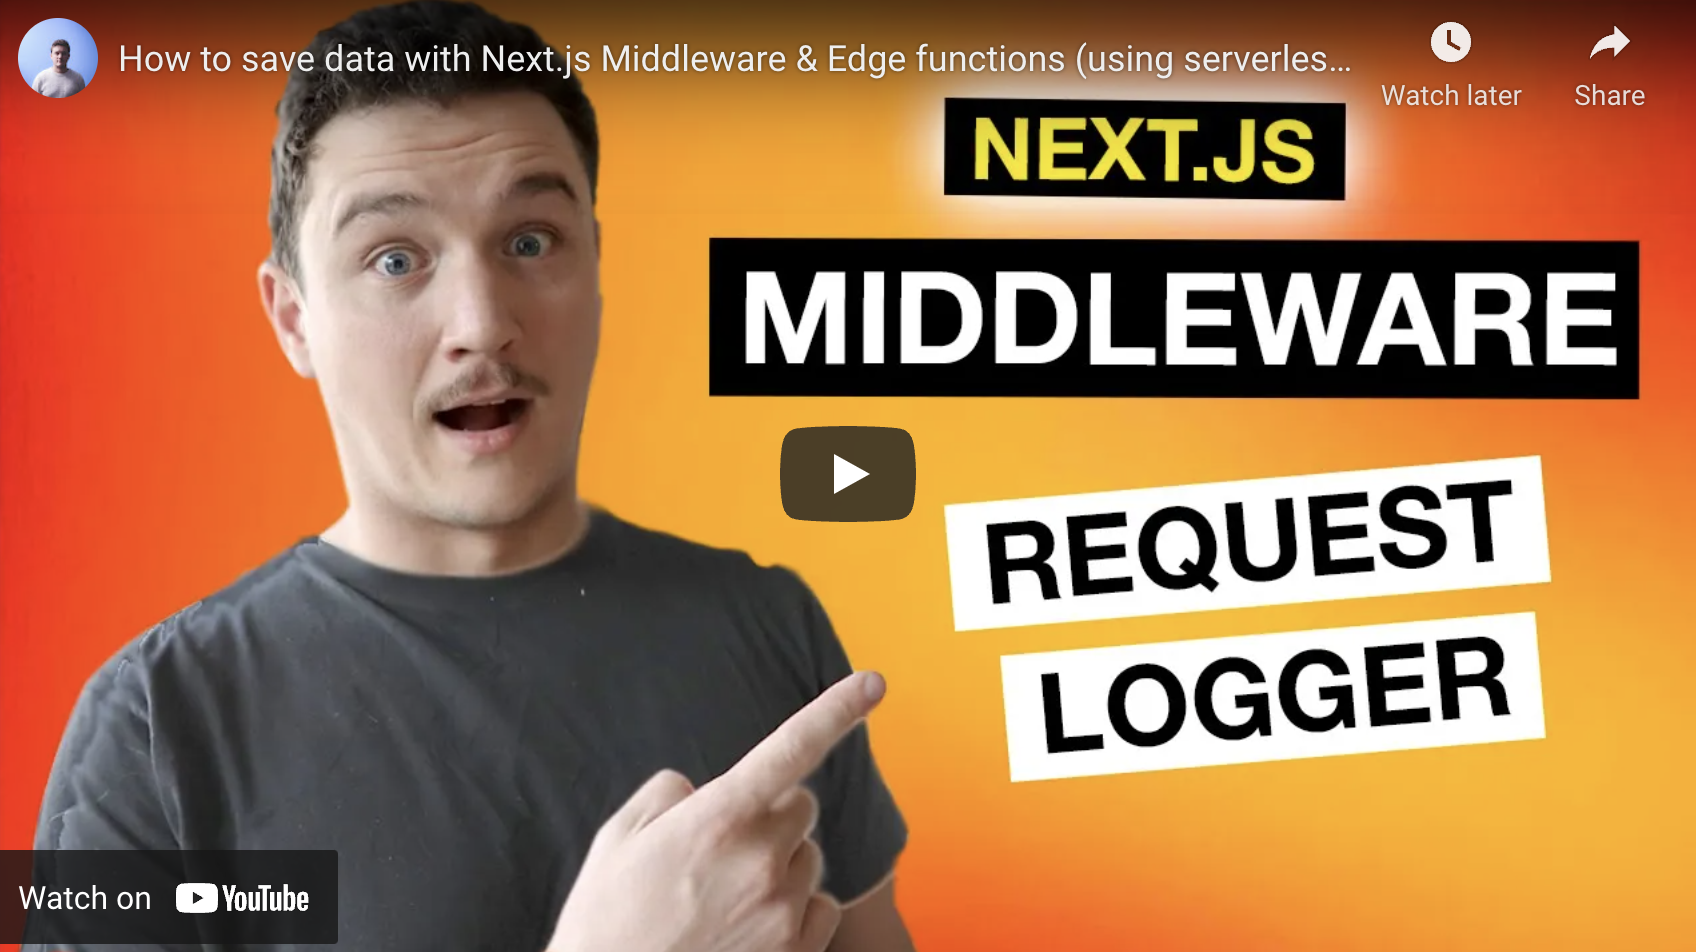 How to save data with Next.js Middleware & Edge functions (using serverles...
Watch later
Share
NEXT.JS
MIDDLEWARE
REQUEST
LOGGER
Watch on YouTube